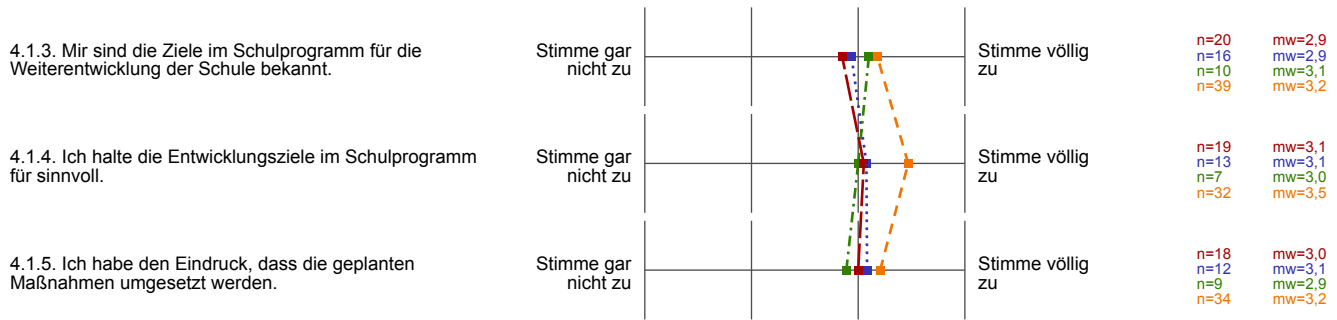 4.1.3. Mir sind die Ziele im Schulprogramm für die
Weiterentwicklung der Schule bekannt.
Stimme gar
nicht zu
Stimme völlig
zu
n=20 mw=2,9
n=16 mw=2,9
n=10 mw=3,1
n=39 mw=3,2
4.1.4. Ich halte die Entwicklungsziele im Schulprogramm
für sinnvoll.
Stimme gar
nicht zu
Stimme völlig
zu
n=19 mw=3,1
n=13 mw=3,1
n=7 mw=3,0
n=32 mw=3,5
4.1.5. Ich habe den Eindruck, dass die geplanten
Maßnahmen umgesetzt werden.
Stimme gar
nicht zu
Stimme völlig
zu
n=18 mw=3,0
n=12 mw=3,1
n=9 mw=2,9
n=34 mw=3,2